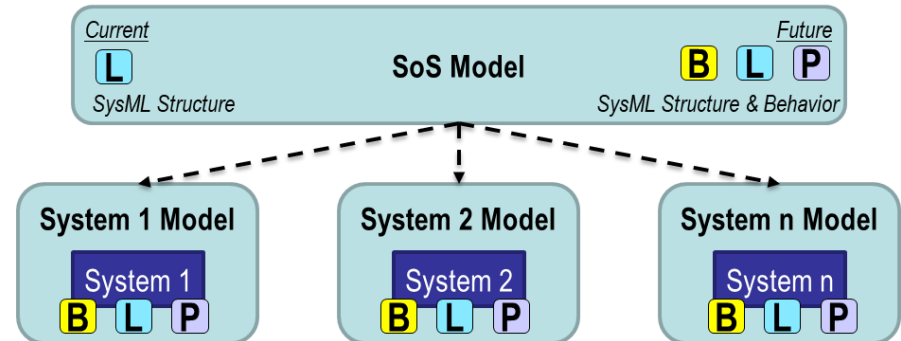 Current
L
SysML Structure
SoS Model
Future
B L P
SysML Structure & Behavior
System 1 Model
System 1
B L P
System 2 Model
System 2
B L P
System n Model
System n
B L P